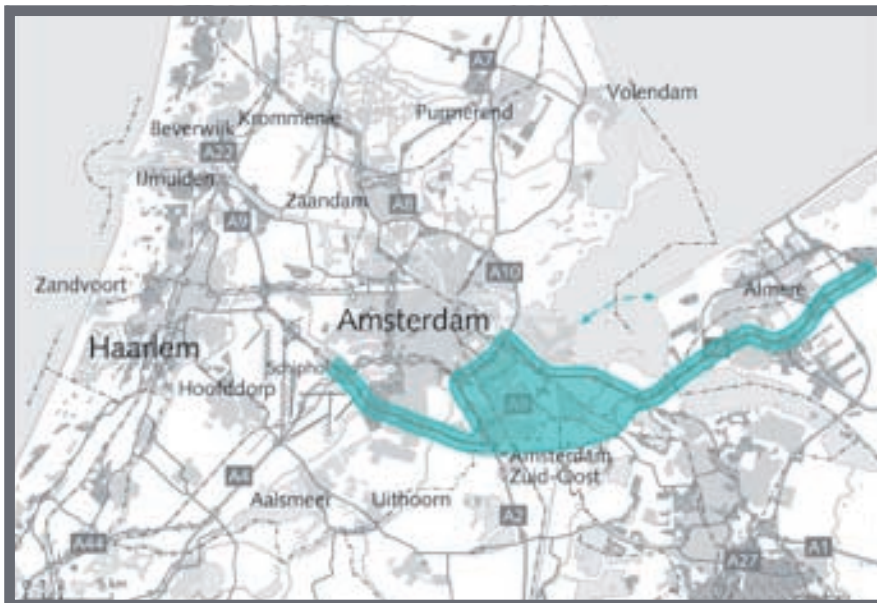 A7
Volendam
Purmerend
Krommenie
Beverwijk
A22
IJmuiden
Zaandam
A8
A9
A10
Zandvoort
Almere
Amsterdam
Haarlem
Schiphol
Hoofddorp
Amsterdam
Zuid-Oost
A4
Aalsmeer
Uithoorn
A2
A44
A27
A1
5 km